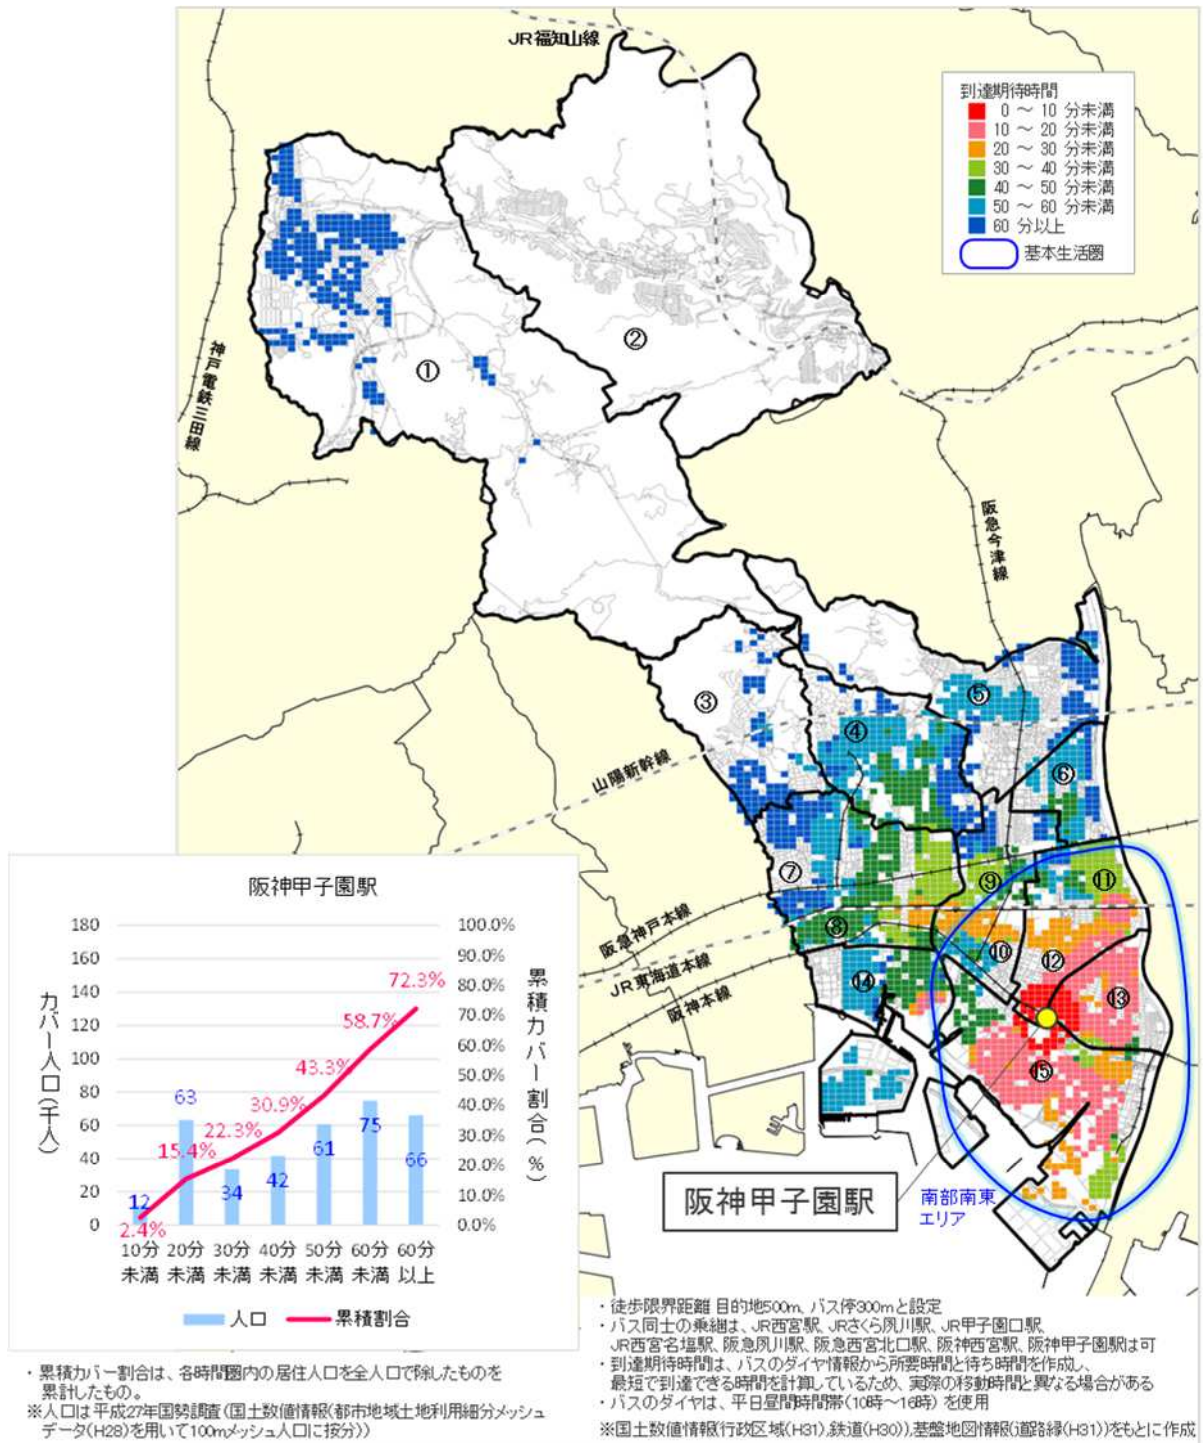 JR福知山線
到達期待時間
0 ～ 10 分未満
10 ～ 20 分未満
20 ～ 30 分未満
30 ～ 40 分未満
40 ～ 50 分未満
50 ～ 60 分未満
60 分以上
基本生活圏
神戸電鉄三田線
①
②
阪急今津線
③
④
⑤
⑥
山陽新幹線
⑦
⑧
⑨
⑩
⑪
⑫
⑬
⑭
⑮
阪急神戸本線
JR東海道本線
阪神本線
阪神甲子園駅
南部南東
エリア
阪神甲子園駅
カバー人口(千人)
180
160
140
120
100
80
60
40
20
0
累積カバー割合(%)
100.0%
90.0%
80.0%
70.0%
60.0%
50.0%
40.0%
30.0%
20.0%
10.0%
0.0%
12
63
34
42
61
75
66
2.4%
15.4%
22.3%
30.9%
43.3%
58.7%
72.3%
10分 20分 30分 40分 50分 60分 60分
未満 未満 未満 未満 未満 未満 以上
人口 累積割合
・累積カバー割合は、各時間圏内の居住人口を全人口で除したものを
累計したもの。
※人口は平成27年国勢調査(国土数値情報(都市地域土地利用細分メッシュ
データ(H28)を用いて100mメッシュ人口に按分))
・徒歩限界距離 目的地500m、バス停300mと設定
・バス同士の乗継は、JR西宮駅、JRさくら夙川駅、JR甲子園口駅、
JR西宮名塩駅、阪急夙川駅、阪急西宮北口駅、阪神西宮駅、阪神甲子園駅は可
・到達期待時間は、バスのダイヤ情報から所要時間と待ち時間を作成し、
最短で到達できる時間を計算しているため、実際の移動時間と異なる場合がある
・バスのダイヤは、平日昼間時間帯(10時～16時)を使用
※国土数値情報(行政区域(H31)、鉄道(H30))、基盤地図情報(道路縁(H31))をもとに作成